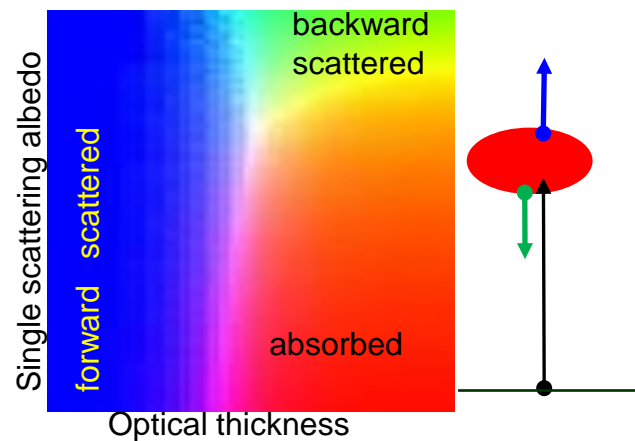 Single scattering albedo
forward scattered
backward
scattered
absorbed
Optical thickness